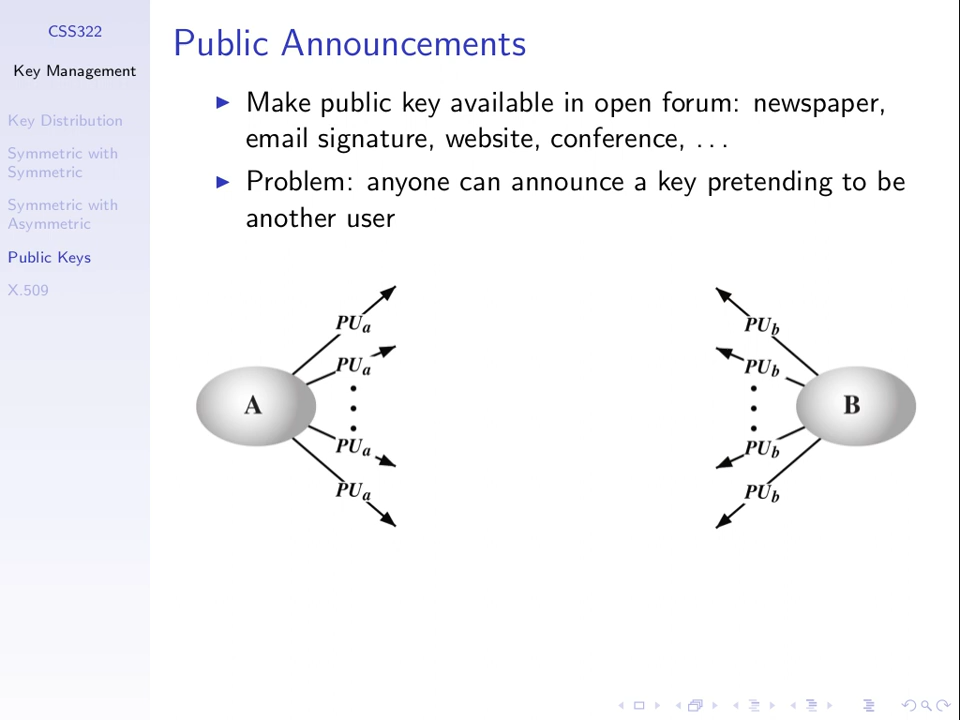 CSS322
Key Management
Key Distribution
Symmetric with
Symmetric
Symmetric with
Asymmetric
Public Keys
X.509
Public Announcements
► Make public key available in open forum: newspaper,
email signature, website, conference, . . .
► Problem: anyone can announce a key pretending to be
another user
PUa
PUa
A
PUa
PUa
PUb
PUb
B
PUb
PUb